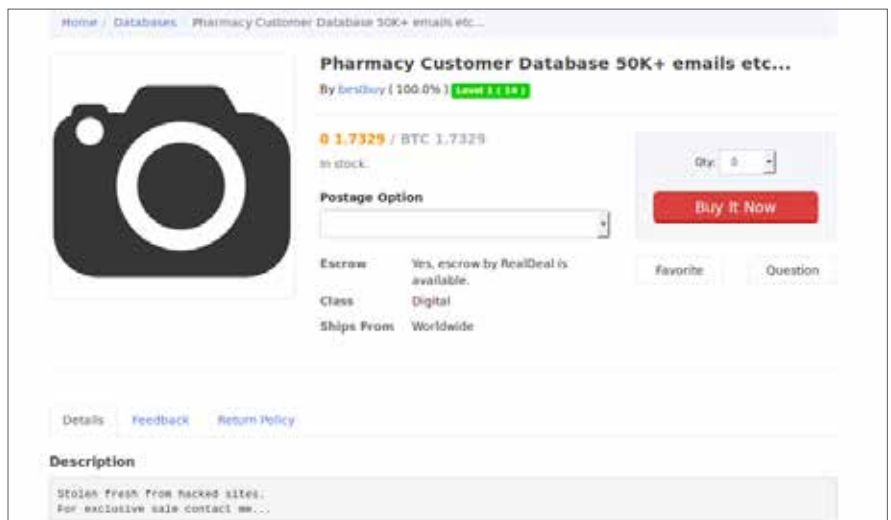 Home / Databases / Pharmacy Customer Database 50K+ emails etc...
Pharmacy Customer Database 50K+ emails etc...
By bestbuy ( 100.0% ) Level 1 ( 14 )
1.7329 / BTC 1.7329
In stock.
Postage Option
Qty:
Buy It Now
Escrow Yes, escrow by RealDeal is available.
Class Digital
Ships From Worldwide
Favorite Question
Details Feedback Return Policy
Description
Stolen fresh from hacked sites.
For exclusive sale contact me...